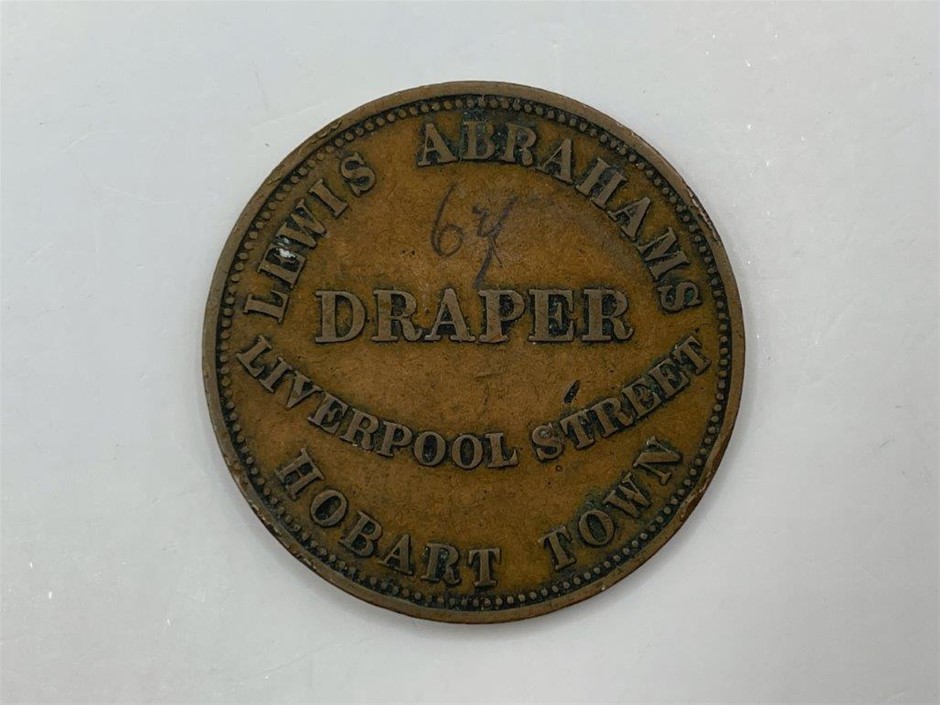 LEWIS ABRAHAMS
DRAPER
LIVERPOOL STREET
HOBART TOWN